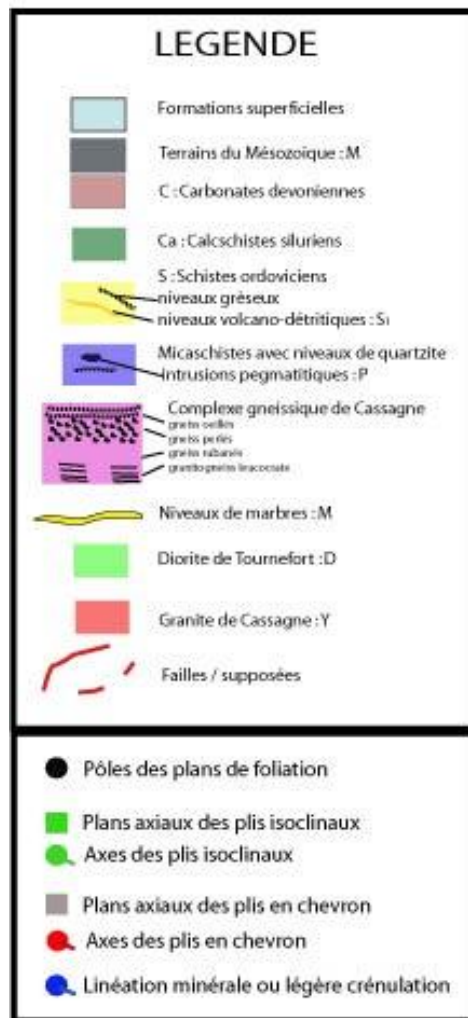 LEGENDE
Formations superficielles
Terrains du Mésozoïque : M
C : Carbonates devoniennes
Ca : Calcschistes siluriens
S : Schistes ordoviciens
niveaux grèseux
niveaux volcano-détritiques : S₁
Micaschistes avec niveaux de quartzite
Intrusions pegmatitiques : P
Complexe gneissique de Cassagne
gneiss oeillés
gneiss perlés
gneiss rubanés
granitogneiss leucocrate
Niveaux de marbres : M
Diorite de Tournefort : D
Granite de Cassagne : Y
Failles / supposées
Pôles des plans de foliation
Plans axiaux des plis isoclinaux
Axes des plis isoclinaux
Plans axiaux des plis en chevron
Axes des plis en chevron
Linéation minérale ou légère crénulation